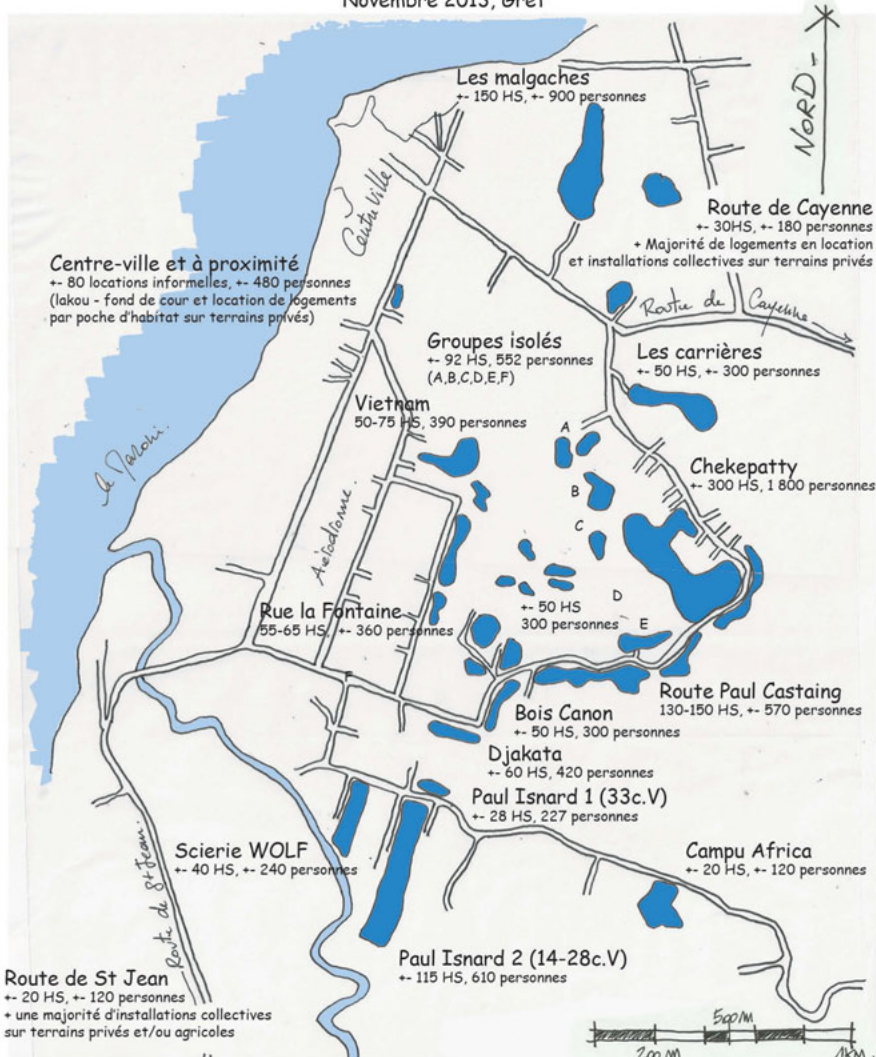 Novembre 2013, Gret
NORD
Les malgaches
+- 150 HS, +- 900 personnes
Centre Ville
Route de Cayenne
+- 30HS, +- 180 personnes
+ Majorité de logements en location
et installations collectives sur terrains privés
Centre-ville et à proximité
+- 80 locations informelles, +- 480 personnes
(lakou - fond de cour et location de logements
par poche d'habitat sur terrains privés)
Route de Cayenne
Groupes isolés
+- 92 HS, 552 personnes
(A,B,C,D,E,F)
Les carrières
+- 50 HS, +- 300 personnes
Vietnam
50-75 HS, 390 personnes
A
le Maroni.
Chekepatty
+- 300 HS, 1 800 personnes
B
C
Aérodrome.
D
Rue la Fontaine
55-65 HS, +- 360 personnes
+- 50 HS
300 personnes
E
Route Paul Castaing
130-150 HS, +- 570 personnes
Bois Canon
+- 50 HS, 300 personnes
Djakata
+- 60 HS, 420 personnes
Paul Isnard 1 (33c.V)
+- 28 HS, 227 personnes
Scierie WOLF
+- 40 HS, +- 240 personnes
Campu Africa
+- 20 HS, +- 120 personnes
Route de St Jean.
Paul Isnard 2 (14-28c.V)
+- 115 HS, 610 personnes
Route de St Jean
+- 20 HS, +- 120 personnes
+ une majorité d'installations collectives
sur terrains privés et/ou agricoles
500m
200m
1Km